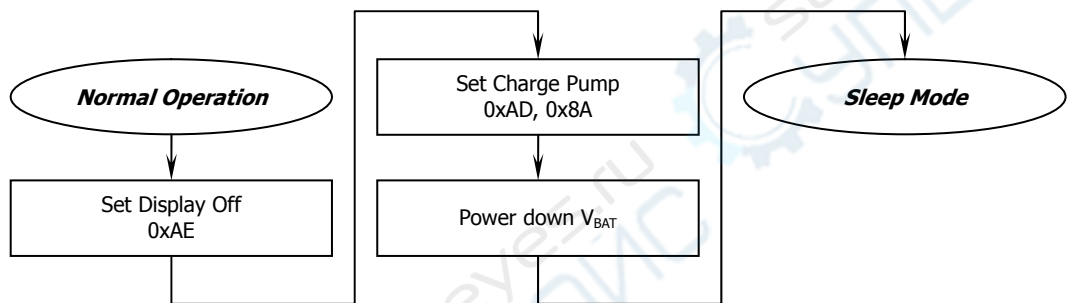 Normal Operation
Set Display Off
0xAE
Set Charge Pump
0xAD, 0x8A
Power down VBAT
Sleep Mode